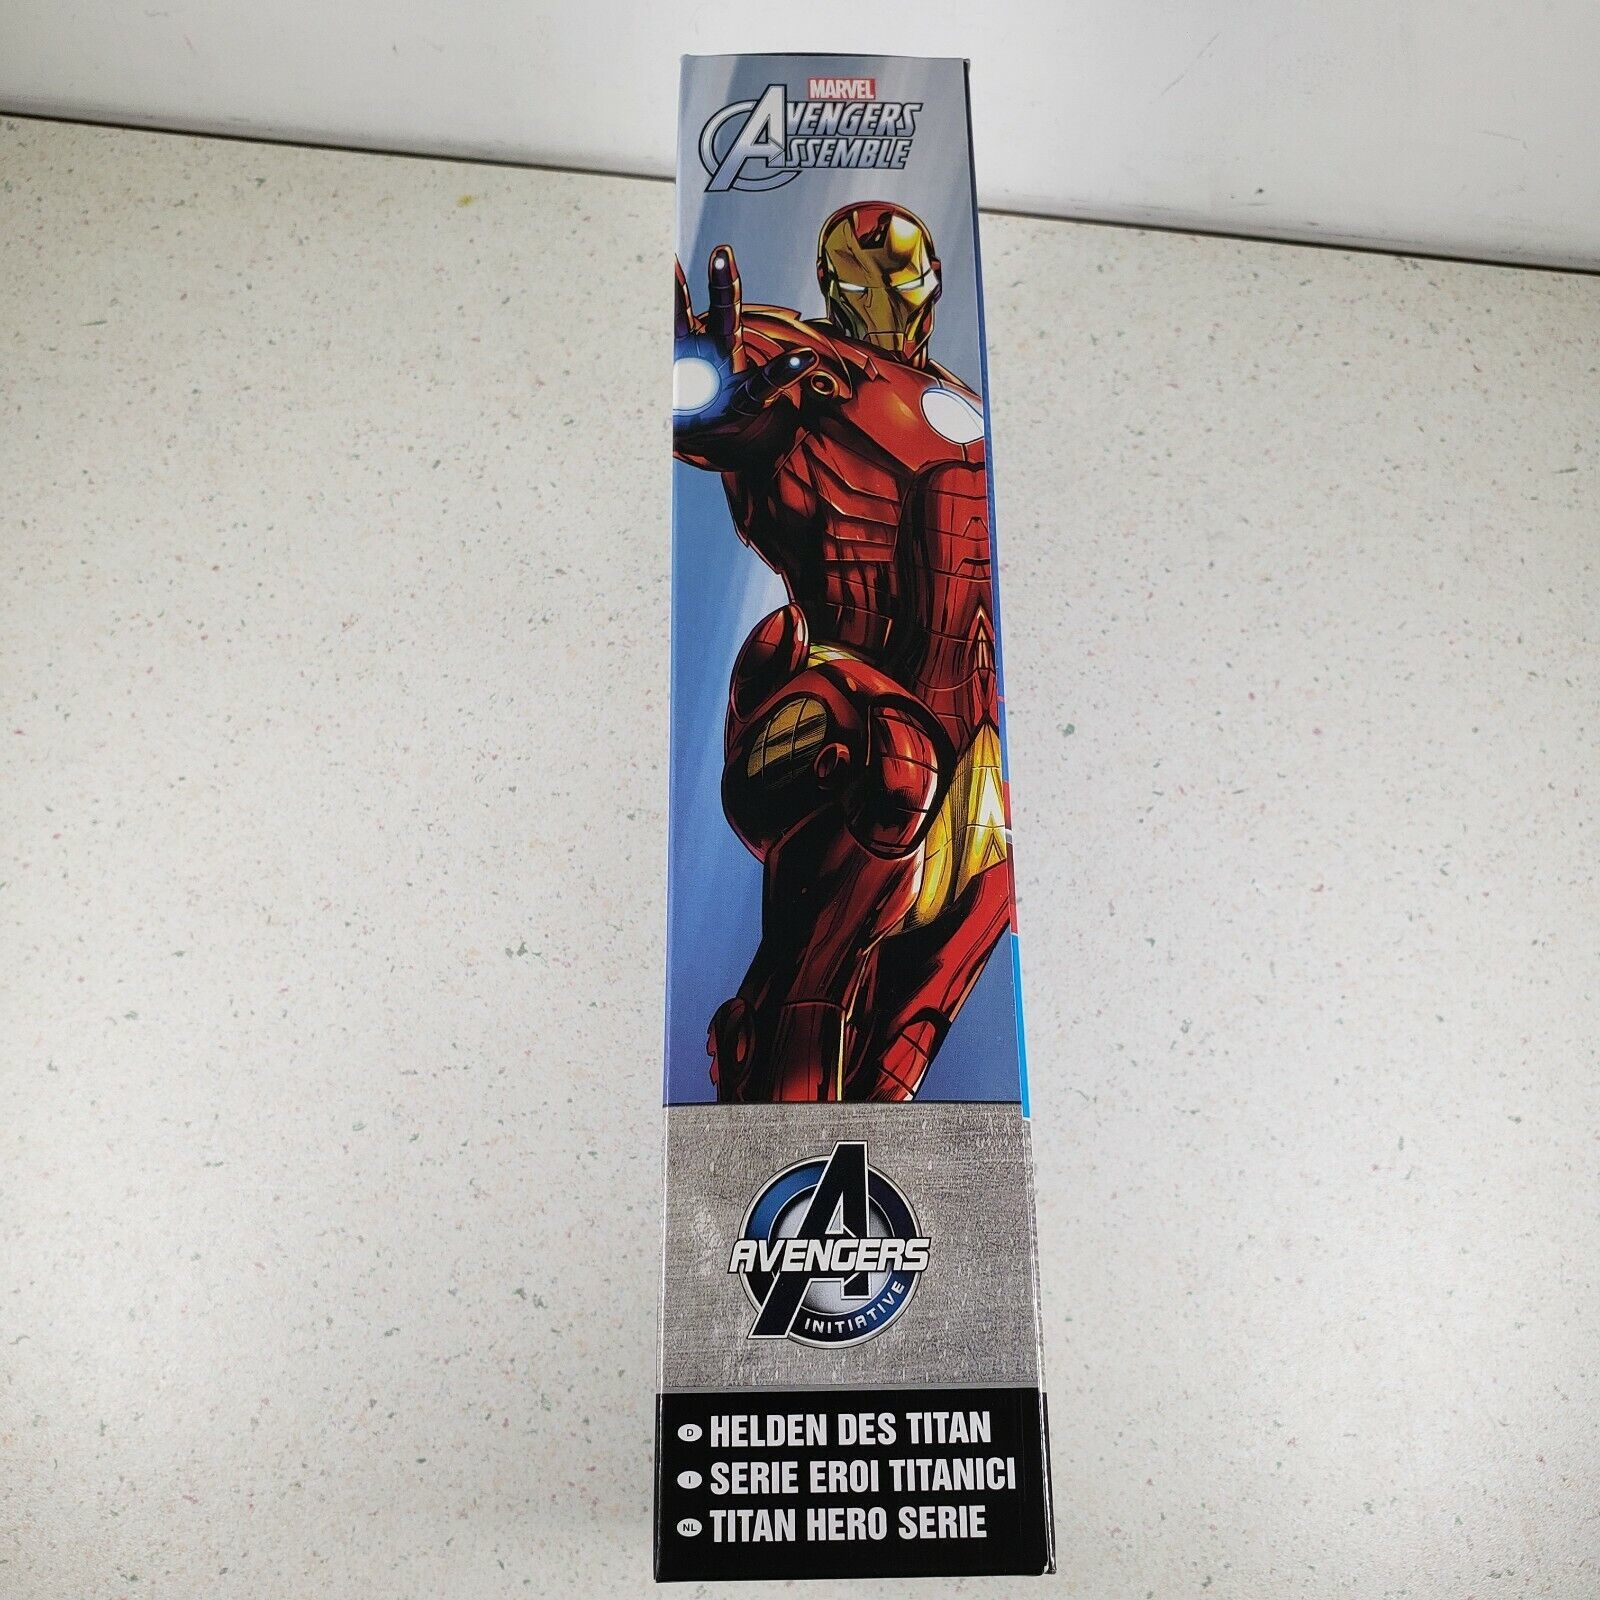 MARVEL
AVENGERS
ASSEMBLE
A
AVENGERS
INITIATIVE
D HELDEN DES TITAN
I SERIE EROI TITANICI
NL TITAN HERO SERIE